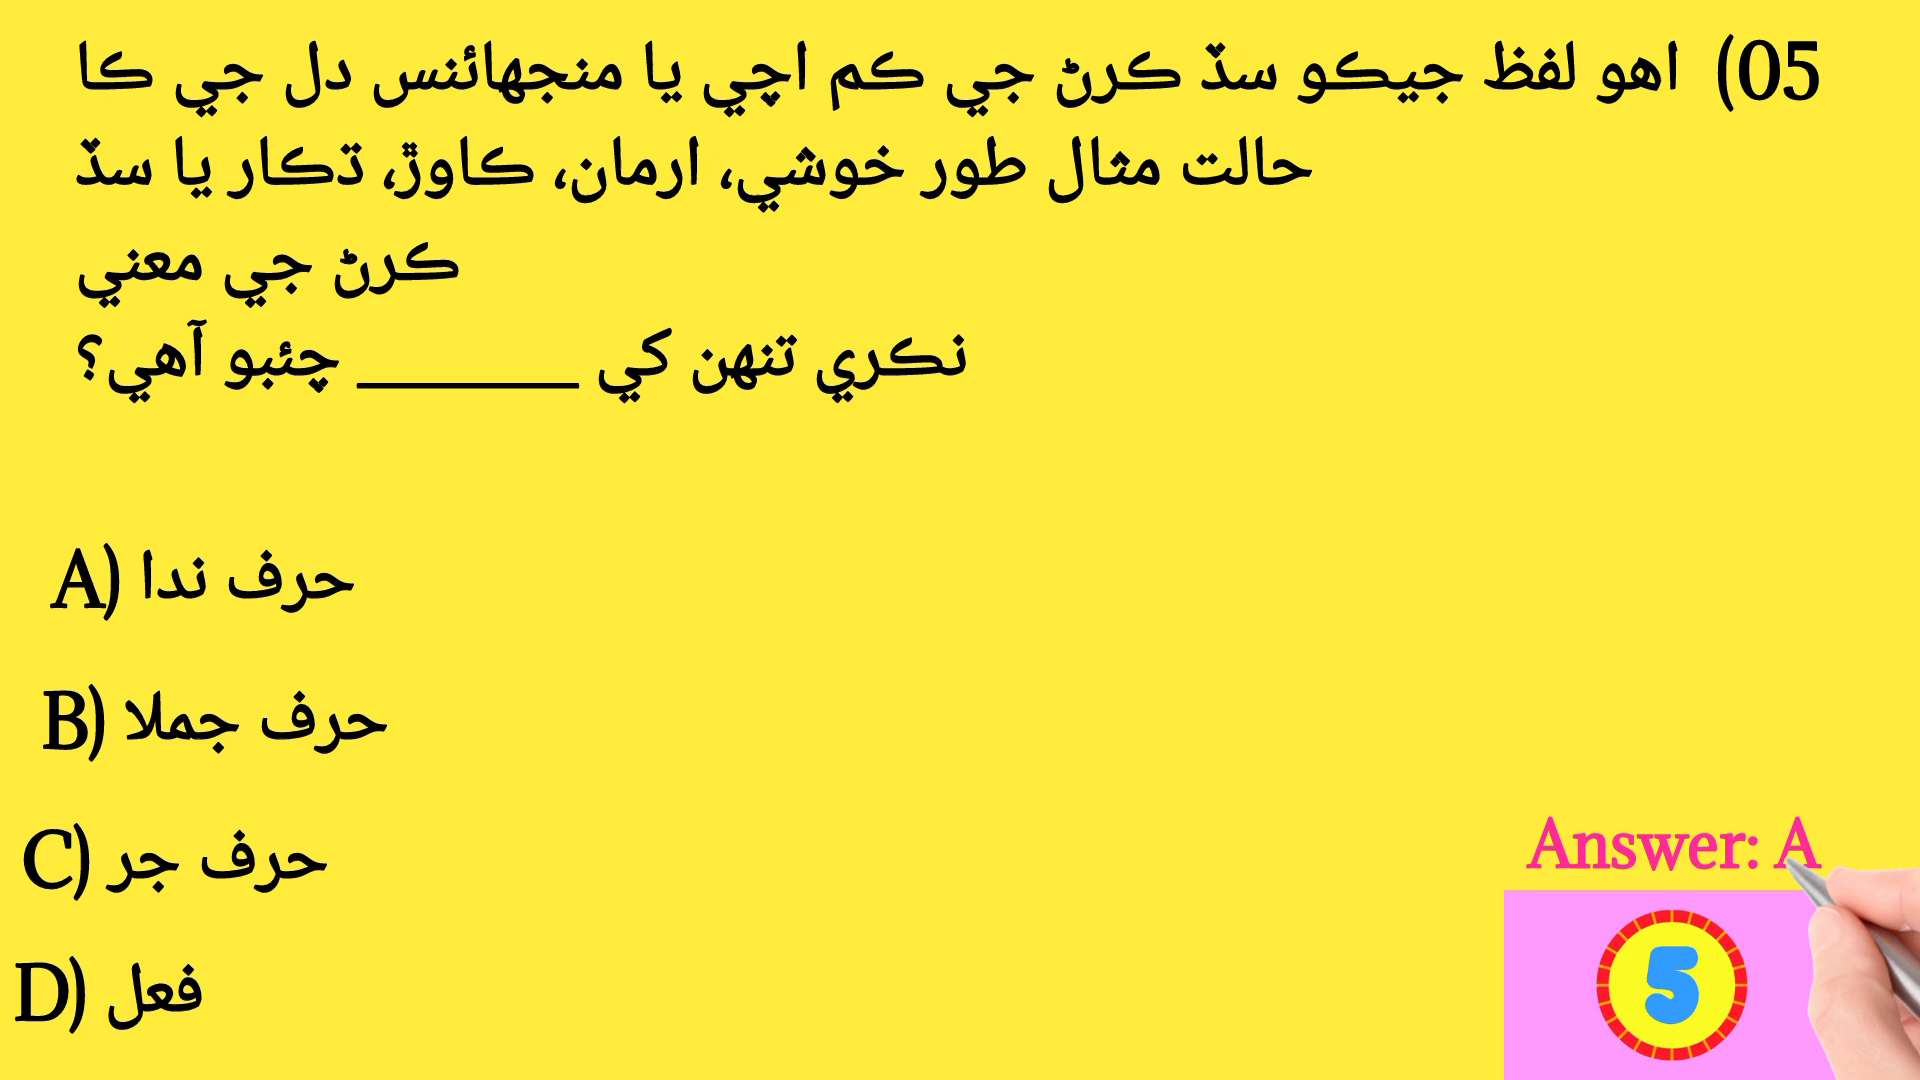 05)  اهو لفظ جيڪو سڏ ڪرڻ جي ڪم اچي يا منجهائنس دل جي ڪا
حالت مثال طور خوشي، ارمان، ڪاوڙ، ڌڪار يا سڏ
ڪرڻ جي معني
نڪري تنهن کي ______ چئبو آهي؟
A) حرف ندا
B) حرف جملا
C) حرف جر
D) فعل
Answer: A
5